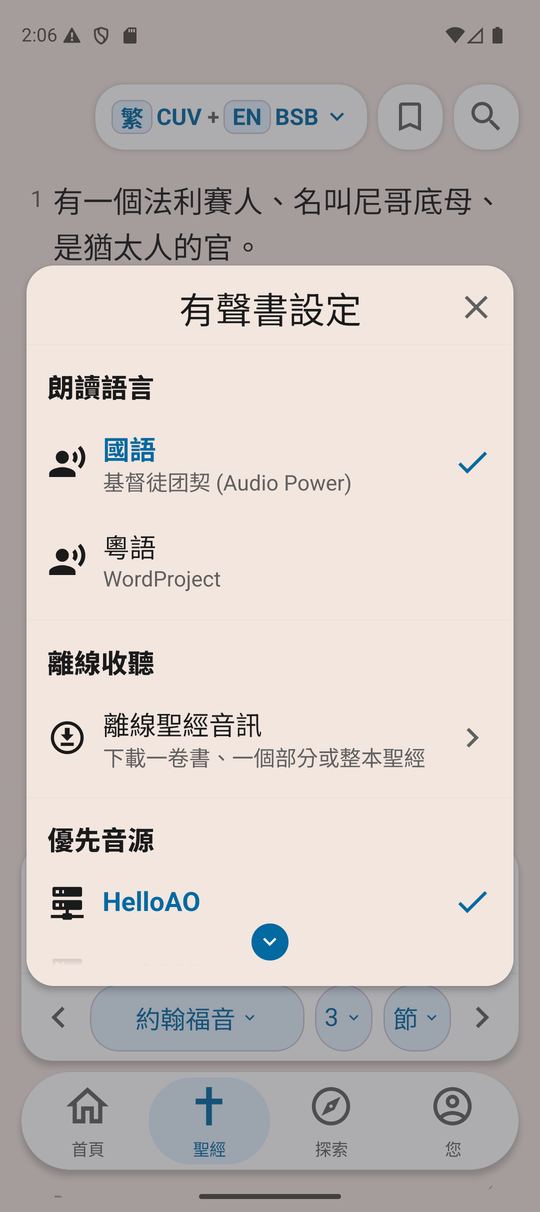 2:06
繁 CUV + EN BSB
1 有一個法利賽人、名叫尼哥底母、
是猶太人的官。
有聲書設定
朗讀語言
國語
基督徒团契 (Audio Power)
粵語
WordProject
離線收聽
離線聖經音訊
下載一卷書、一個部分或整本聖經
優先音源
HelloAO
約翰福音 3 節
首頁 聖經 探索 您